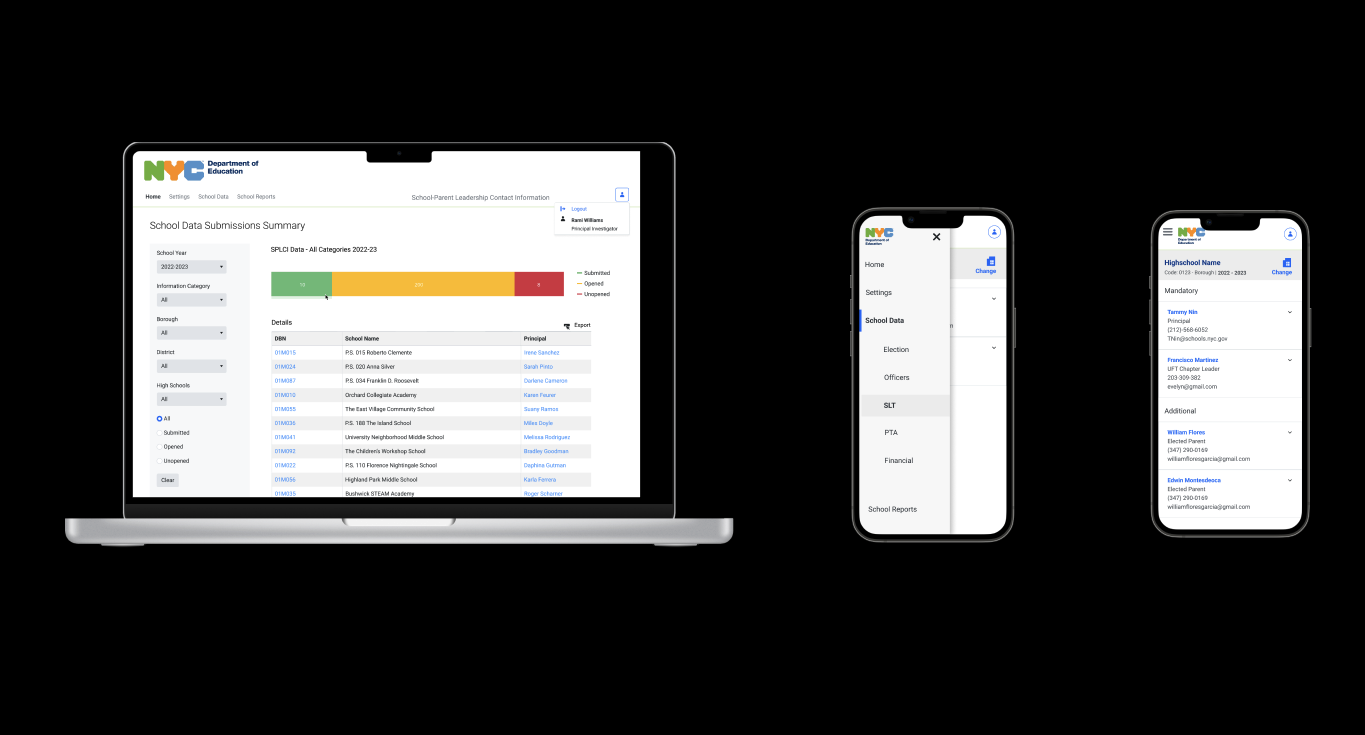 NYC Department of
Education
Home Settings School Data School Reports
School-Parent Leadership Contact Information
Logout
Rami Williams
Principal Investigator
School Data Submissions Summary
School Year
2022-2023
Information Category
All
Borough
All
District
All
High Schools
All
All
Submitted
Opened
Unopened
Clear
SPLCI Data - All Categories 2022-23
8
Submitted
Opened
Unopened
Details
Export
DBN School Name Principal
01M015 P.S. 015 Roberto Clemente Irene Sanchez
01M024 P.S. 020 Anna Silver Sarah Pinto
01M087 P.S. 034 Franklin D. Roosevelt Darlene Cameron
01M010 Orchard Collegiate Academy Karen Feurer
01M055 The East Village Community School Suany Ramos
01M036 P.S. 188 The Island School Miles Doyle
01M041 University Neighborhood Middle School Melissa Rodriguez
01M092 The Children's Workshop School Bradley Goodman
01M022 P.S. 110 Florence Nightingale School Daphina Gutman
01M056 Highland Park Middle School Karla Ferrera
01M035 Bushwick STEAM Academy Roger Scharner
NYC
Department of
Education
Home
Settings
School Data
Election
Officers
SLT
PTA
Financial
School Reports
Change
NYC
Department of
Education
Highschool Name
Code: 0123 - Borough | 2022 - 2023
Change
Mandatory
Tammy Nin
Principal
(212)-568-6052
TNin@schools.nyc.gov
Francisco Martinez
UFT Chapter Leader
203-309-382
evelyn@gmail.com
Additional
William Flores
Elected Parent
(347) 290-0169
williamfloresgarcia@gmail.com
Edwin Montesdeoca
Elected Parent
(347) 290-0169
williamfloresgarcia@gmail.com